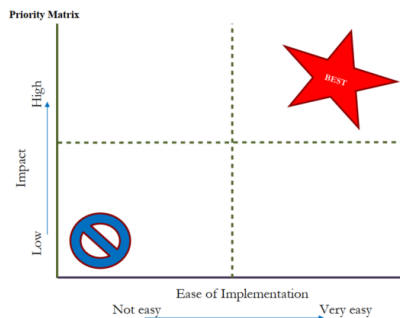 Priority Matrix
High
BEST
Impact
Low
Ease of Implementation
Not easy
Very easy